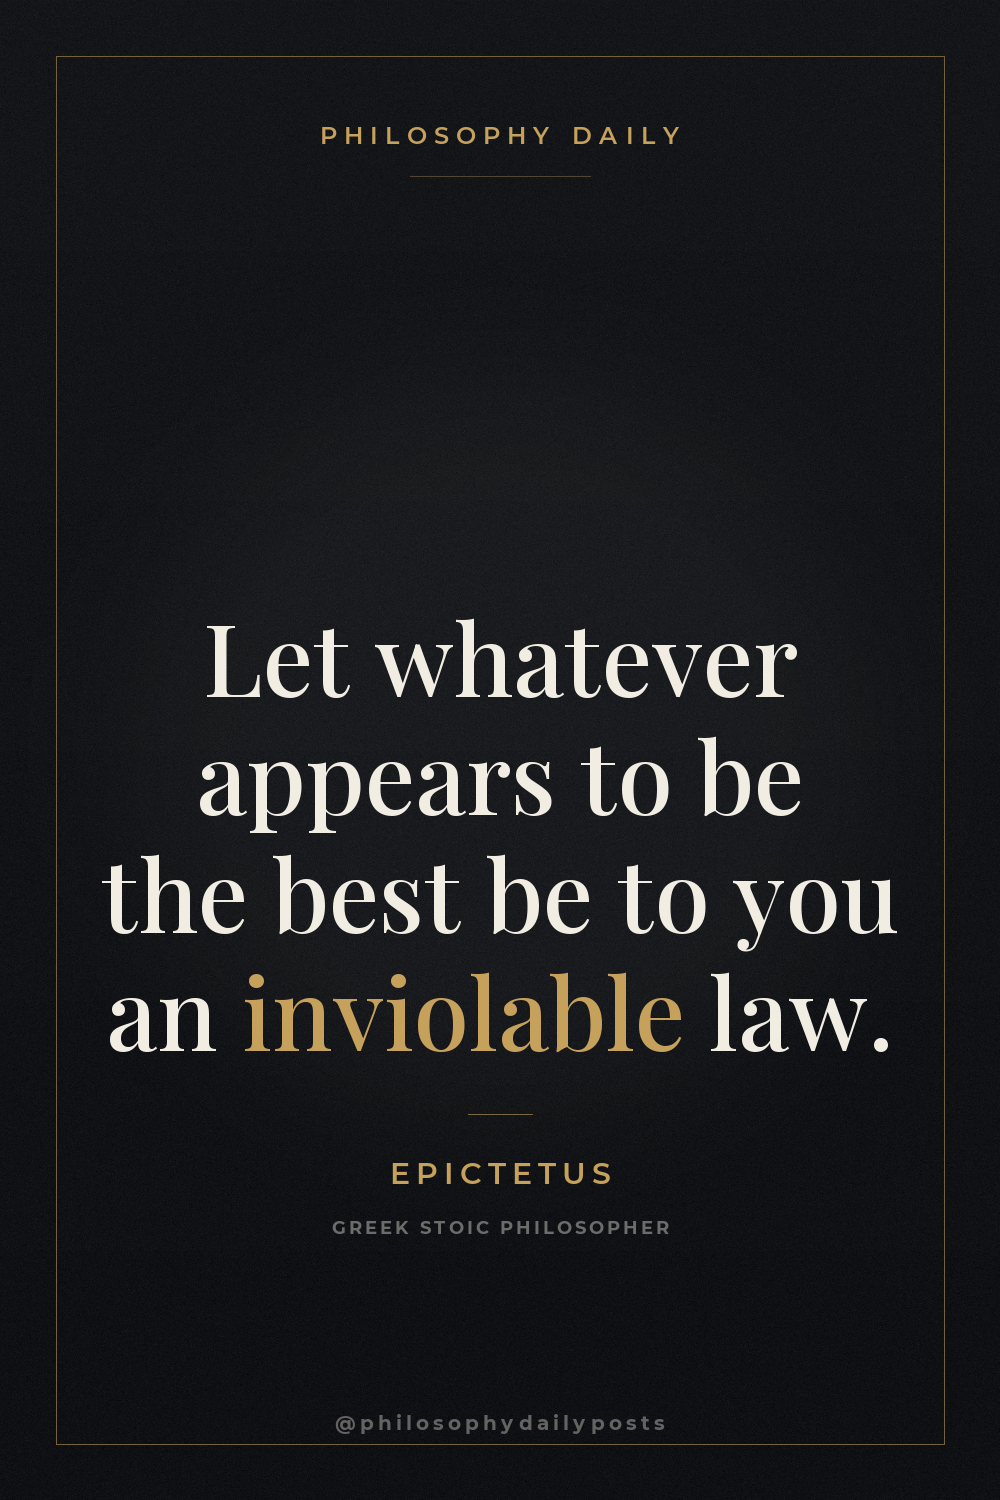 PHILOSOPHY DAILY
Let whatever
appears to be
the best be to you
an inviolable law.
EPICTETUS
GREEK STOIC PHILOSOPHER
@philosophydailyposts